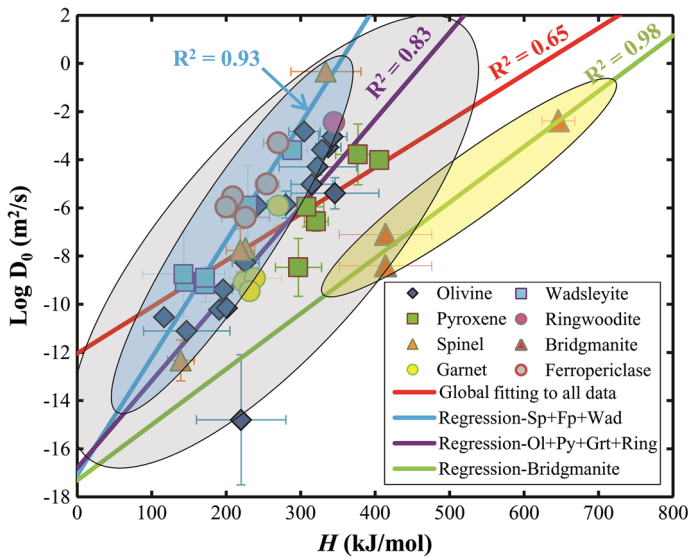 2
0
-2
-4
-6
-8
-10
-12
-14
-16
-18
Log D₀ (m²/s)
R² = 0.93
R² = 0.83
R² = 0.65
R² = 0.98
Olivine Wadsleyite
Pyroxene Ringwoodite
Spinel Bridgmanite
Garnet Ferropericlase
Global fitting to all data
Regression-Sp+Fp+Wad
Regression-Ol+Py+Grt+Ring
Regression-Bridgmanite
0 100 200 300 400 500 600 700 800
H (kJ/mol)